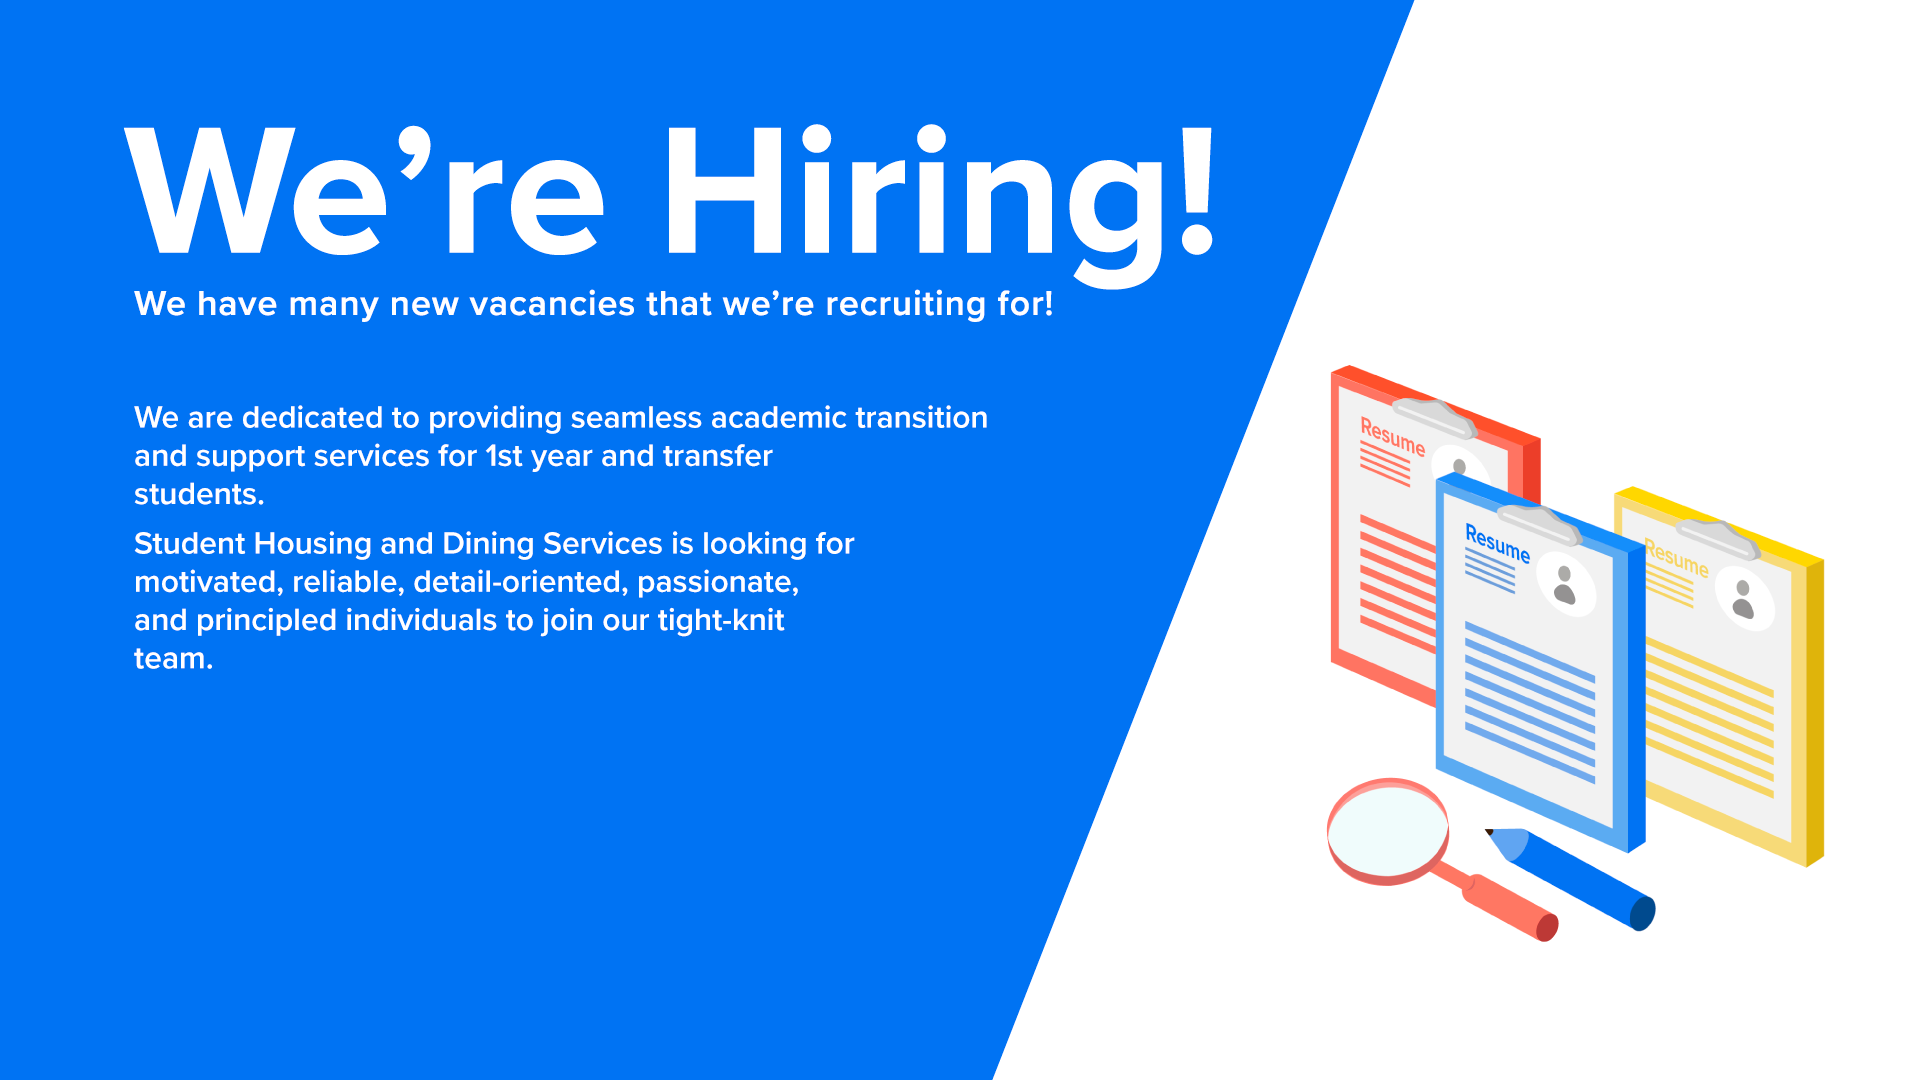 We’re Hiring!
We have many new vacancies that we’re recruiting for!
We are dedicated to providing seamless academic transition
and support services for 1st year and transfer
students.
Student Housing and Dining Services is looking for
motivated, reliable, detail-oriented, passionate,
and principled individuals to join our tight-knit
team.
Resume
Resume
Resume